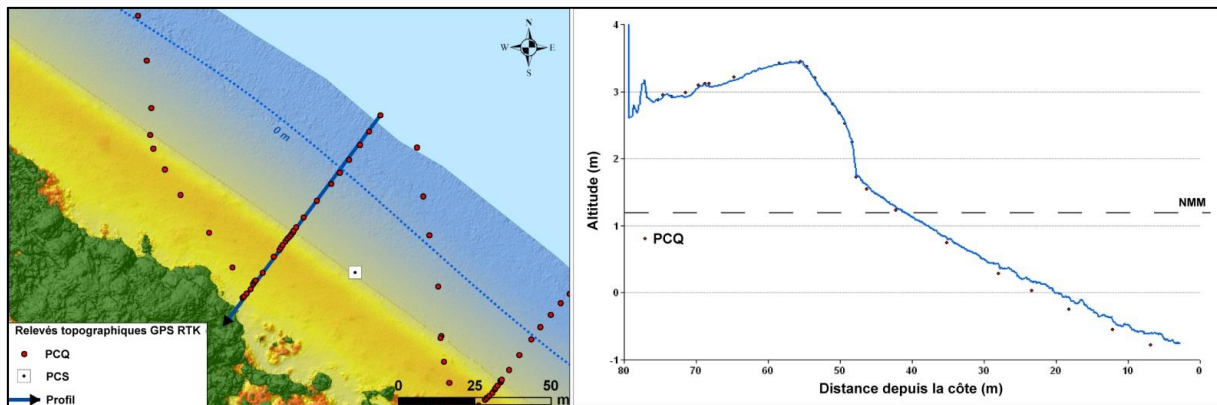 N
W E
S
0 m
Relevés topographiques GPS RTK
PCQ
PCS
Profil
0 25 50
m
Altitude (m)
4
3
2
1
0
-1
NMM
PCQ
80 70 60 50 40 30 20 10 0
Distance depuis la côte (m)